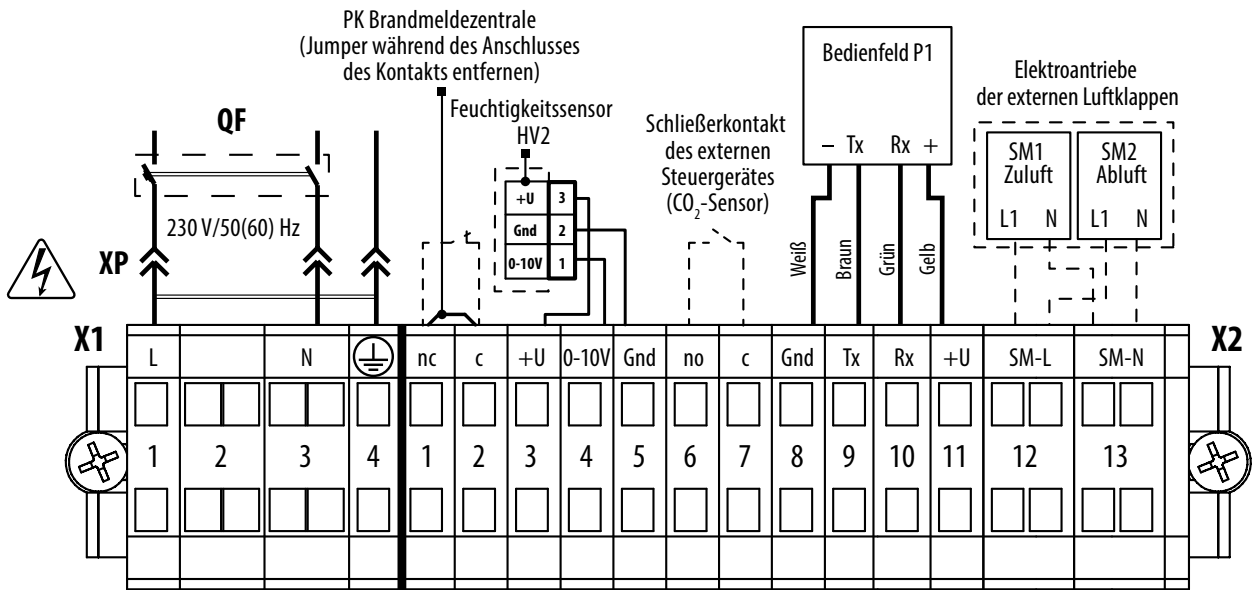 PK Brandmeldezentrale
(Jumper während des Anschlusses
des Kontakts entfernen)
QF
230 V/50(60) Hz
XP
Feuchtigkeitssensor
HV2
+U 3
Gnd 2
0-10V 1
Schließerkontakt
des externen
Steuergerätes
(CO2-Sensor)
Bedienfeld P1
– Tx Rx +
Weiß
Braun
Grün
Gelb
Elektroantriebe
der externen Luftklappen
SM1
Zuluft
L1 N
SM2
Abluft
L1 N
X1
X2
L N nc c +U 0-10V Gnd no c Gnd Tx Rx +U SM-L SM-N
1 2 3 4 1 2 3 4 5 6 7 8 9 10 11 12 13